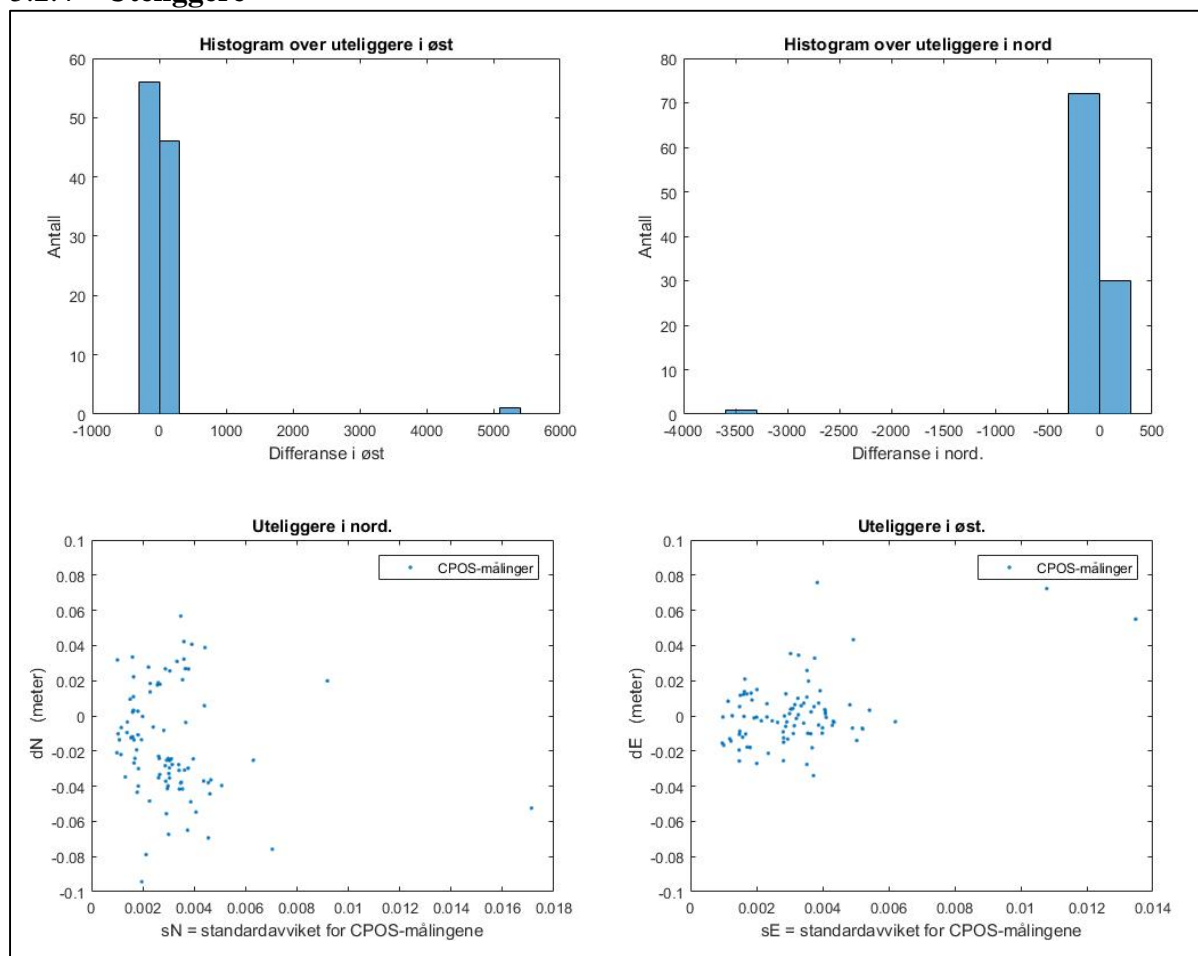 Histogram over uteliggere i øst
60
50
40
30
20
10
0
Antall
-1000 0 1000 2000 3000 4000 5000 6000
Differanse i øst
Histogram over uteliggere i nord
80
70
60
50
40
30
20
10
0
Antall
-4000 -3500 -3000 -2500 -2000 -1500 -1000 -500 0 500
Differanse i nord.
Uteliggere i nord.
CPOS-målinger
0.1
0.08
0.06
0.04
0.02
0
-0.02
-0.04
-0.06
-0.08
-0.1
dN (meter)
0 0.002 0.004 0.006 0.008 0.01 0.012 0.014 0.016 0.018
sN = standardavviket for CPOS-målingene
Uteliggere i øst.
CPOS-målinger
0.1
0.08
0.06
0.04
0.02
0
-0.02
-0.04
-0.06
-0.08
-0.1
dE (meter)
0 0.002 0.004 0.006 0.008 0.01 0.012 0.014
sE = standardavviket for CPOS-målingene